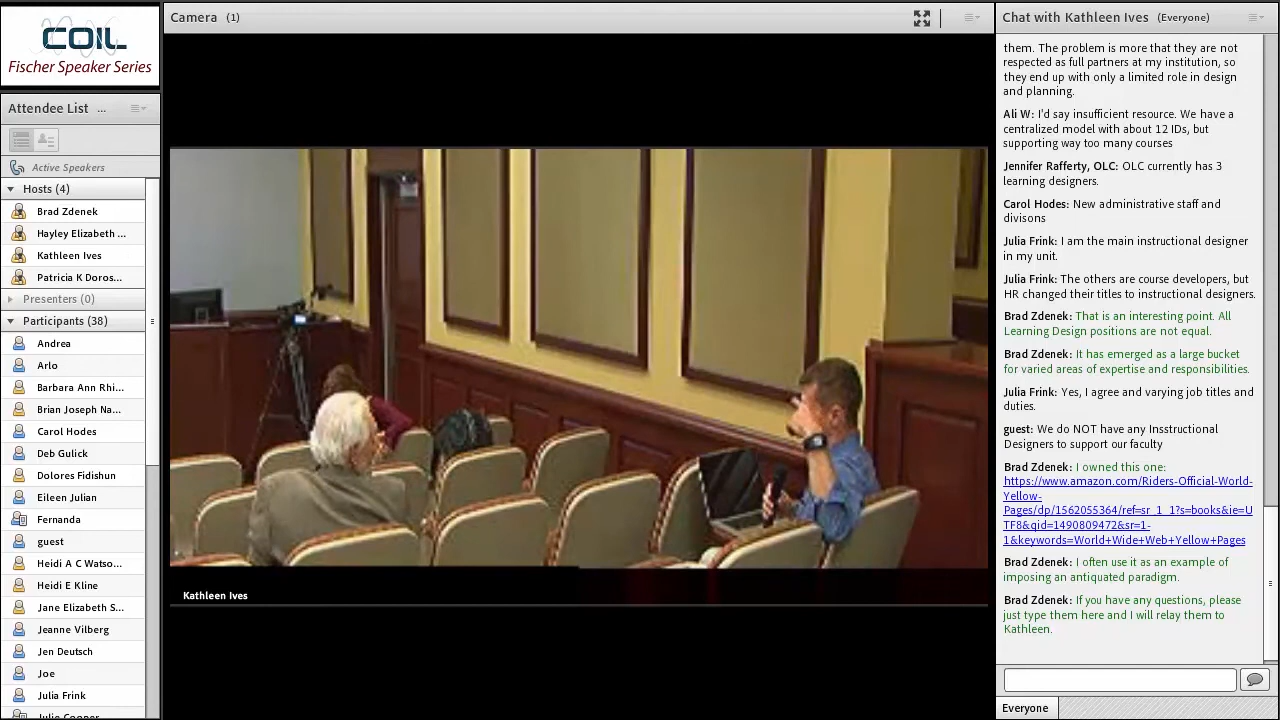 COIL
Fischer Speaker Series
Attendee List ...
Active Speakers
Hosts (4)
Brad Zdenek
Hayley Elizabeth ...
Kathleen Ives
Patricia K Doros...
Presenters (0)
Participants (38)
Andrea
Arlo
Barbara Ann Rhi...
Brian Joseph Na...
Carol Hodes
Deb Gulick
Dolores Fidishun
Eileen Julian
Fernanda
guest
Heidi A C Watso...
Heidi E Kline
Jane Elizabeth S...
Jeanne Vilberg
Jen Deutsch
Joe
Julia Frink
Julie Cooper
Camera (1)
Kathleen Ives
Chat with Kathleen Ives (Everyone)
them. The problem is more that they are not
respected as full partners at my institution, so
they end up with only a limited role in design
and planning.
Ali W: I'd say insufficient resource. We have a
centralized model with about 5 IDs, but
supporting way too many courses
Jennifer Rafferty, OLC: OLC currently has 3
learning designers.
Carol Hodes: New administrative staff and
divisons
Julia Frink: I am the main instructional designer
in my unit.
Julia Frink: The others are course developers, but
HR changed their titles to instructional designers.
Brad Zdenek: That is an interesting point. All
Learning Design positions are not equal.
Brad Zdenek: It has emerged as a large bucket
for varied areas of expertise and responsibilities.
Julia Frink: Yes, I agree and varying job titles and
duties.
guest: We do NOT have any Insstructional
Designers to support our faculty
Brad Zdenek: I owned this one:
https://www.amazon.com/Riders-Official-World-
Yellow-
Pages/dp/1562055364/ref=sr_1_1?s=books&ie=U
TF8&qid=1490809472&sr=1-
1&keywords=World+Wide+Web+Yellow+Pages
Brad Zdenek: I often use it as an example of
imposing an antiquated paradigm.
Brad Zdenek: If you have any questions, please
just type them here and I will relay them to
Kathleen.
Everyone